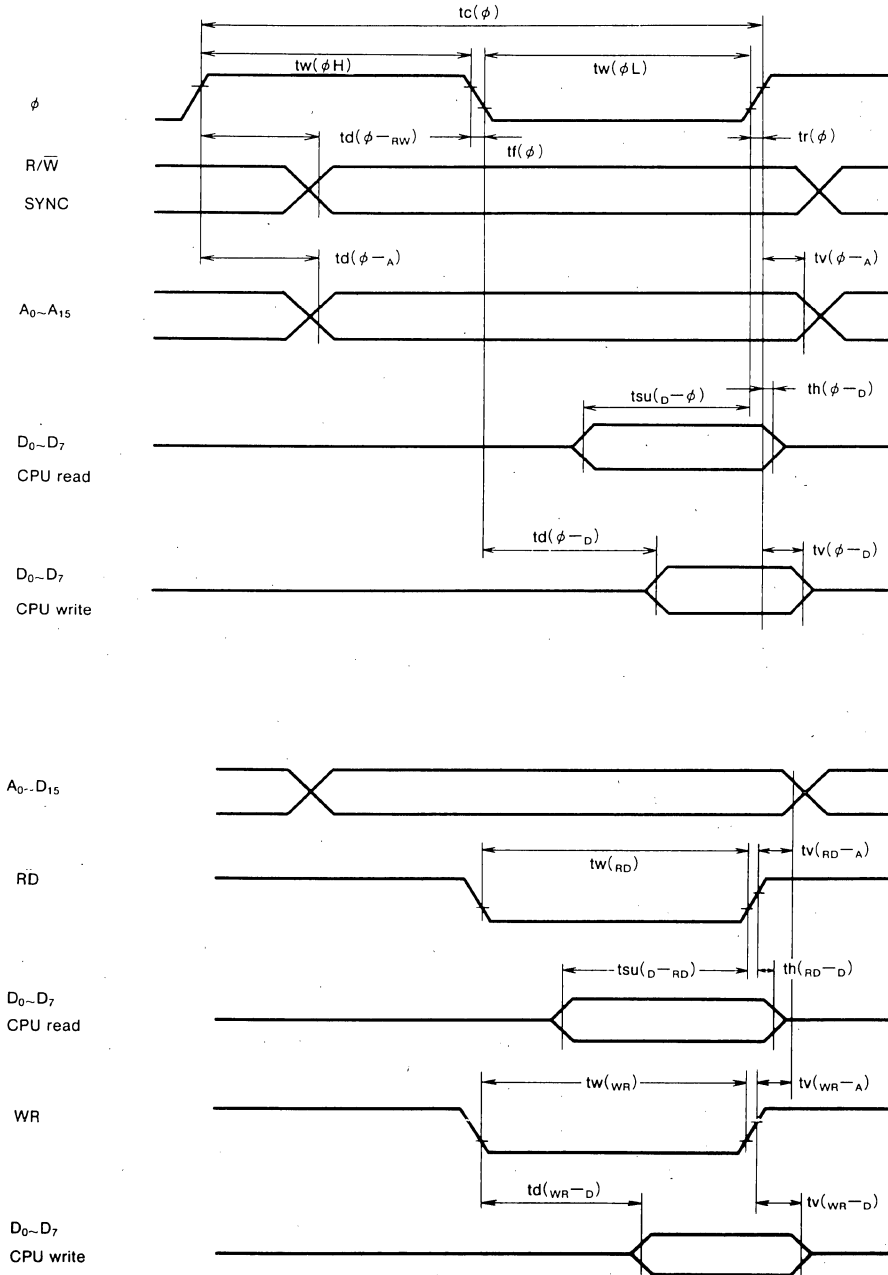 tc(ϕ)
tw(ϕH)
tw(ϕL)
ϕ
td(ϕ—RW)
tf(ϕ)
tr(ϕ)
R/W̅
SYNC
td(ϕ—A)
tv(ϕ—A)
A₀~A₁₅
th(ϕ—D)
tsu(D—ϕ)
D₀~D₇
CPU read
td(ϕ—D)
tv(ϕ—D)
D₀~D₇
CPU write
A₀--D₁₅
tw(RD)
tv(RD—A)
RD
tsu(D—RD)
th(RD—D)
D₀~D₇
CPU read
tw(WR)
tv(WR—A)
WR
td(WR—D)
tv(WR—D)
D₀~D₇
CPU write